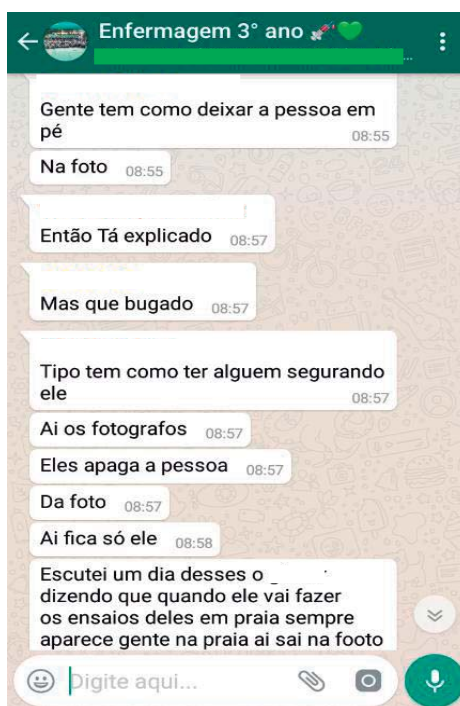 Enfermagem 3° ano 💉💚
...
Gente tem como deixar a pessoa em
pé
08:55
Na foto 08:55
Então Tá explicado 08:57
Mas que bugado 08:57
Tipo tem como ter alguem segurando
ele
08:57
Ai os fotografos 08:57
Eles apaga a pessoa 08:57
Da foto 08:57
Ai fica só ele 08:58
Escutei um dia desses o
dizendo que quando ele vai fazer
os ensaios deles em praia sempre
aparece gente na praia ai sai na footo
Digite aqui...